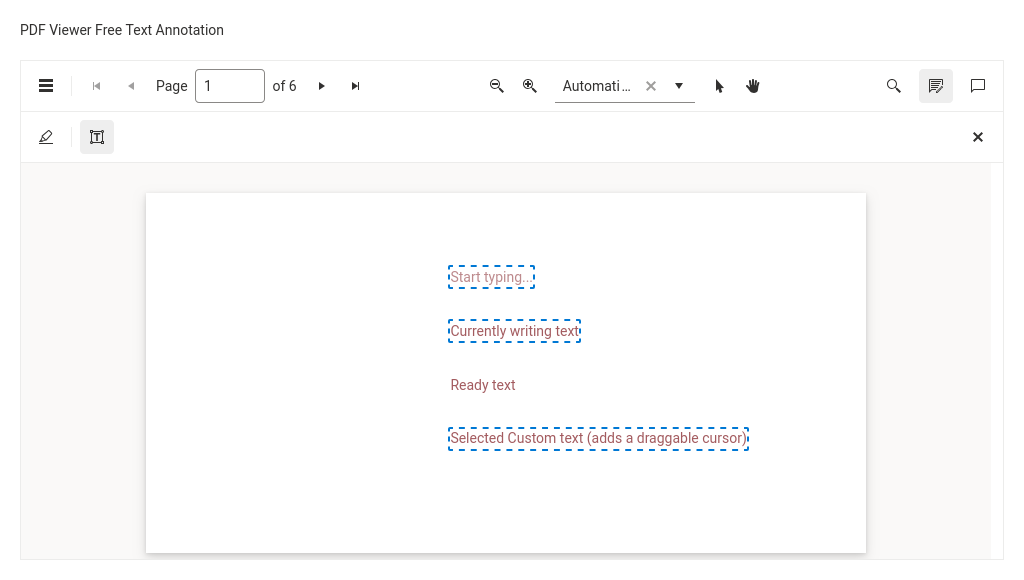 PDF Viewer Free Text Annotation
Page 1 of 6 Automati...
Start typing...
Currently writing text
Ready text
Selected Custom text (adds a draggable cursor)